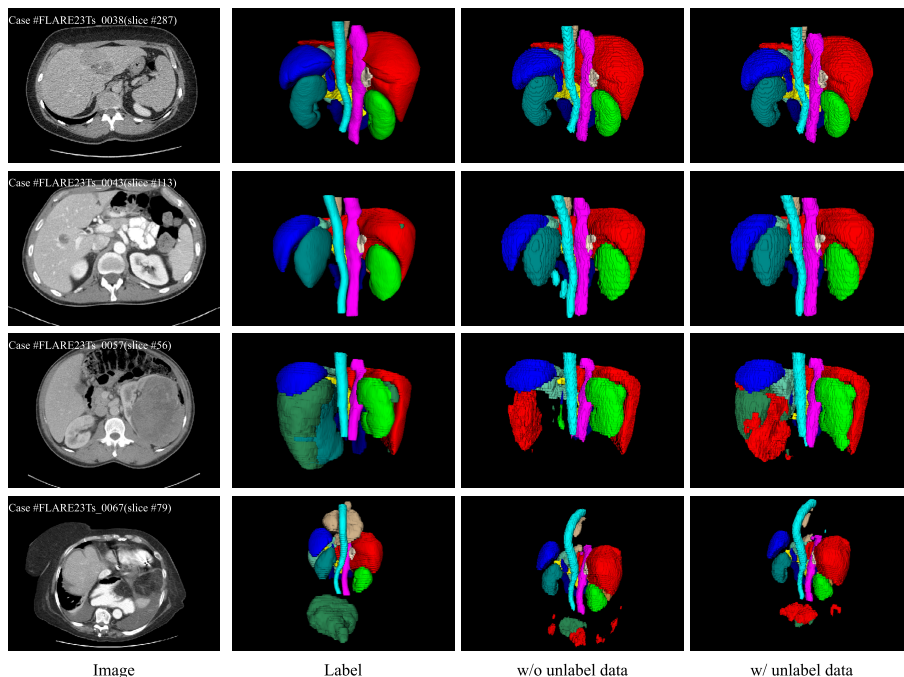 Case #FLARE23Ts_0038(slice #287)
Case #FLARE23Ts_0043(slice #113)
Case #FLARE23Ts_0057(slice #56)
Case #FLARE23Ts_0067(slice #79)
Image Label w/o unlabel data w/ unlabel data